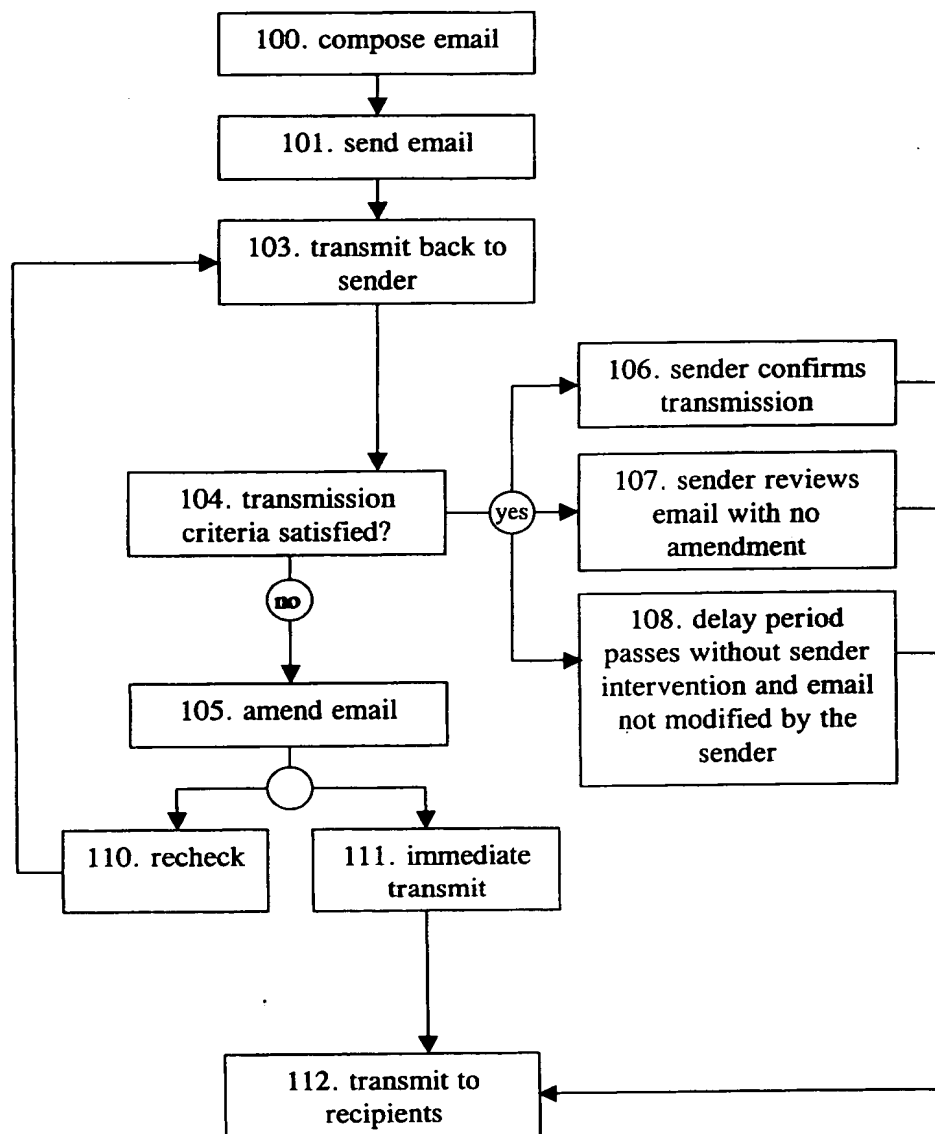 100. compose email
101. send email
103. transmit back to
sender
104. transmission
criteria satisfied?
yes
106. sender confirms
transmission
107. sender reviews
email with no
amendment
108. delay period
passes without sender
intervention and email
not modified by the
sender
no
105. amend email
110. recheck
111. immediate
transmit
112. transmit to
recipients